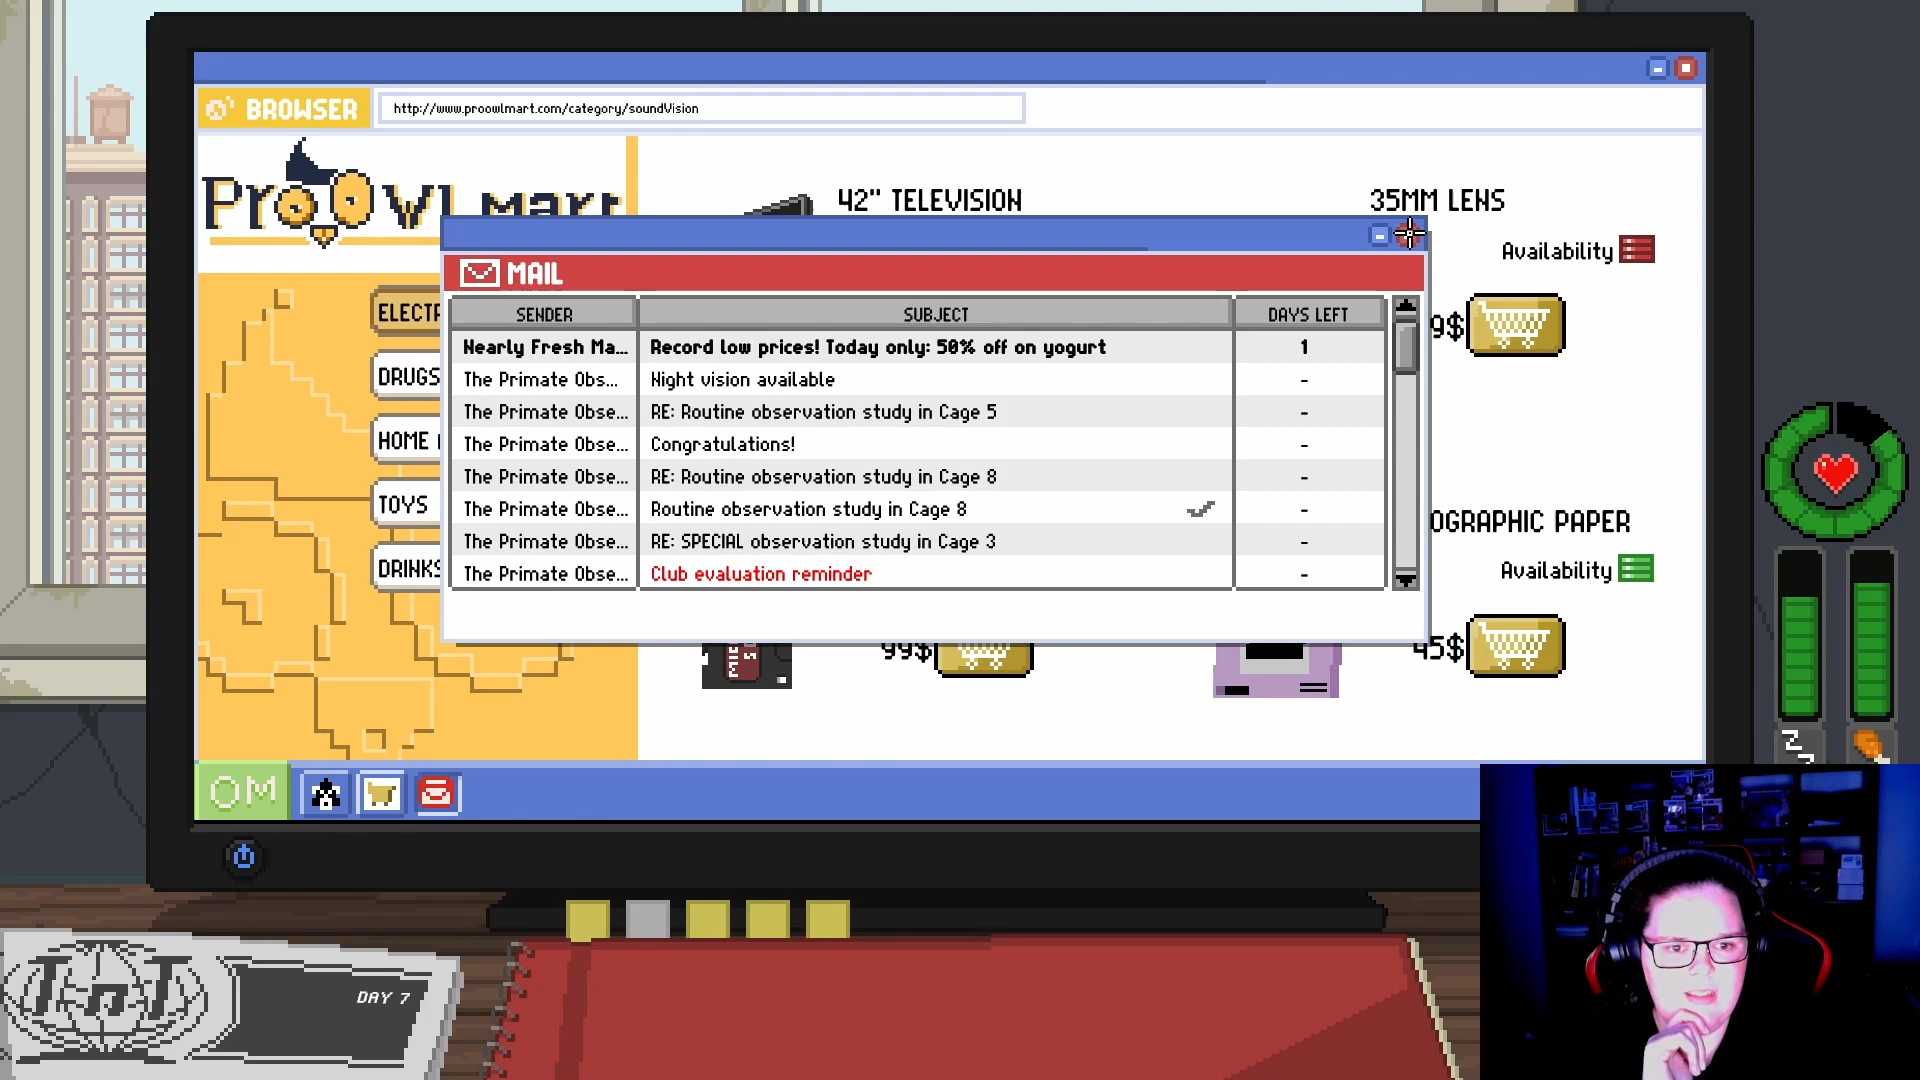 BROWSER
http://www.proowlmart.com/category/soundVision
PrOOwlmart
42" TELEVISION
35MM LENS
Availability
9$
ELECTR
DRUGS
HOME
TOYS
DRINKS
MAIL
SENDER SUBJECT DAYS LEFT
Nearly Fresh Ma... Record low prices! Today only: 50% off on yogurt 1
The Primate Obs... Night vision available -
The Primate Obse... RE: Routine observation study in Cage 5 -
The Primate Obse... Congratulations! -
The Primate Obse... RE: Routine observation study in Cage 8 -
The Primate Obse... Routine observation study in Cage 8 -
The Primate Obse... RE: SPECIAL observation study in Cage 3 -
The Primate Obse... Club evaluation reminder -
OGRAPHIC PAPER
Availability
99$
45$
OM
DAY 7